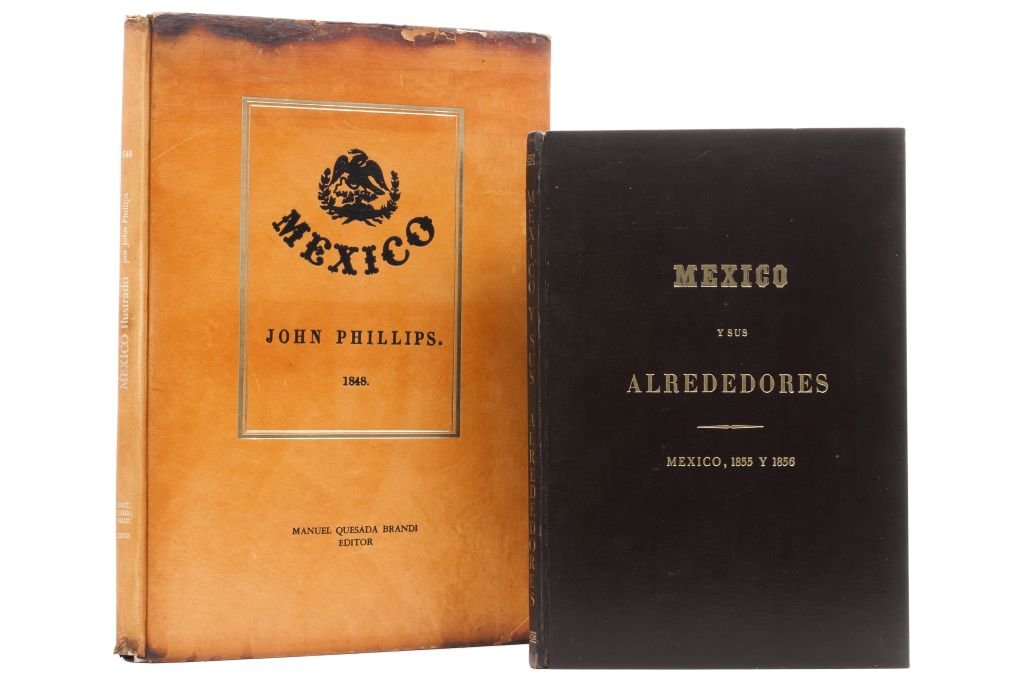 1848
MEXICO Ilustrado por John Phillips
MEXICO
JOHN PHILLIPS.
1848.
MANUEL QUESADA BRANDI
EDITOR
MEXICO Y SUS ALREDEDORES
MEXICO
Y SUS
ALREDEDORES
MEXICO, 1855 Y 1856